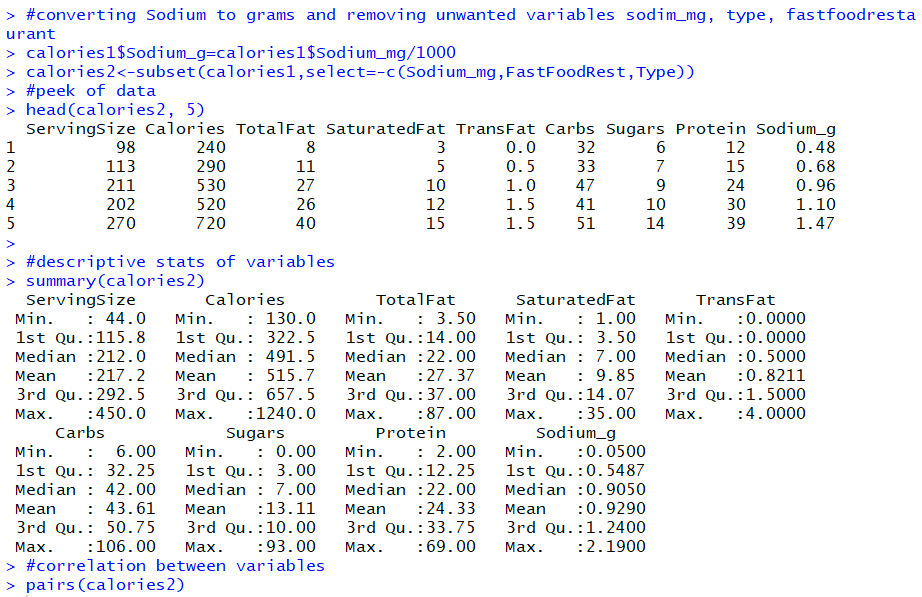 > #converting Sodium to grams and removing unwanted variables sodim_mg, type, fastfoodresta
urant
> calories1$Sodium_g=calories1$Sodium_mg/1000
> calories2<-subset(calories1,select=-c(Sodium_mg,FastFoodRest,Type))
> #peek of data
> head(calories2, 5)
  ServingSize Calories TotalFat SaturatedFat TransFat Carbs Sugars Protein Sodium_g
1          98      240        8            3      0.0    32      6      12     0.48
2         113      290       11            5      0.5    33      7      15     0.68
3         211      530       27           10      1.0    47      9      24     0.96
4         202      520       26           12      1.5    41     10      30     1.10
5         270      720       40           15      1.5    51     14      39     1.47
>
> #descriptive stats of variables
> summary(calories2)
  ServingSize       Calories         TotalFat      SaturatedFat      TransFat
 Min.   : 44.0   Min.   : 130.0   Min.   : 3.50   Min.   : 1.00   Min.   :0.0000
 1st Qu.:115.8   1st Qu.: 322.5   1st Qu.:14.00   1st Qu.: 3.50   1st Qu.:0.0000
 Median :212.0   Median : 491.5   Median :22.00   Median : 7.00   Median :0.5000
 Mean   :217.2   Mean   : 515.7   Mean   :27.37   Mean   : 9.85   Mean   :0.8211
 3rd Qu.:292.5   3rd Qu.: 657.5   3rd Qu.:37.00   3rd Qu.:14.07   3rd Qu.:1.5000
 Max.   :450.0   Max.   :1240.0   Max.   :87.00   Max.   :35.00   Max.   :4.0000
     Carbs            Sugars         Protein         Sodium_g
 Min.   :  6.00   Min.   : 0.00   Min.   : 2.00   Min.   :0.0500
 1st Qu.: 32.25   1st Qu.: 3.00   1st Qu.:12.25   1st Qu.:0.5487
 Median : 42.00   Median : 7.00   Median :22.00   Median :0.9050
 Mean   : 43.61   Mean   :13.11   Mean   :24.33   Mean   :0.9290
 3rd Qu.: 50.75   3rd Qu.:10.00   3rd Qu.:33.75   3rd Qu.:1.2400
 Max.   :106.00   Max.   :93.00   Max.   :69.00   Max.   :2.1900
> #correlation between variables
> pairs(calories2)